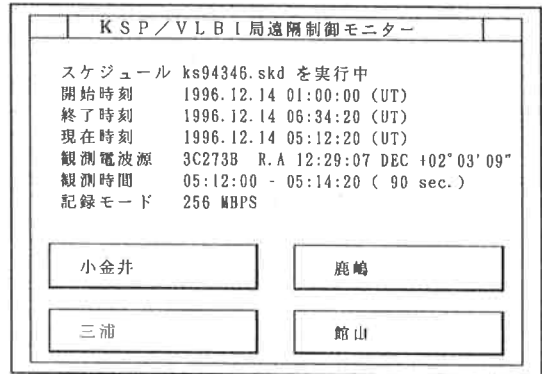 KSP/VLBI局遠隔制御モニター
スケジュール ks94346.skd を実行中
開始時刻 1996.12.14 01:00:00 (UT)
終了時刻 1996.12.14 06:34:20 (UT)
現在時刻 1996.12.14 05:12:20 (UT)
観測電波源 3C273B R.A 12:29:07 DEC +02°03'09"
観測時間 05:12:00 - 05:14:20 ( 90 sec.)
記録モード 256 MBPS
小金井 鹿嶋
三浦 館山